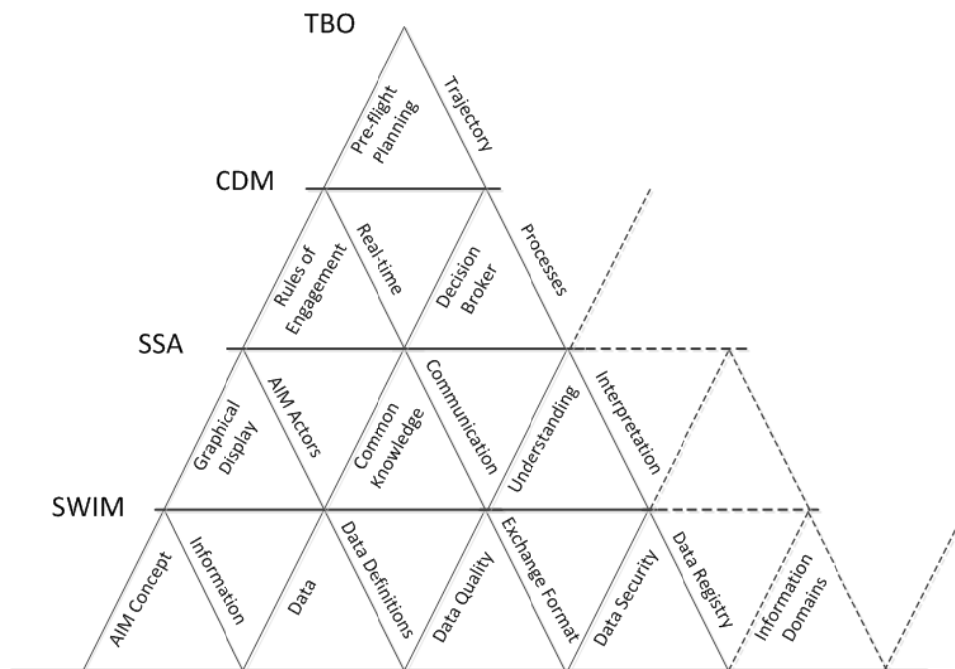 TBO
Pre-flight
Planning
Trajectory
CDM
Rules of
Engagement
Real-time
Decision
Broker
Processes
SSA
Graphical
Display
AIM Actors
Common
Knowledge
Communication
Understanding
Interpretation
SWIM
AIM Concept
Information
Data
Data Definitions
Data Quality
Exchange Format
Data Security
Data Registry
Information
Domains